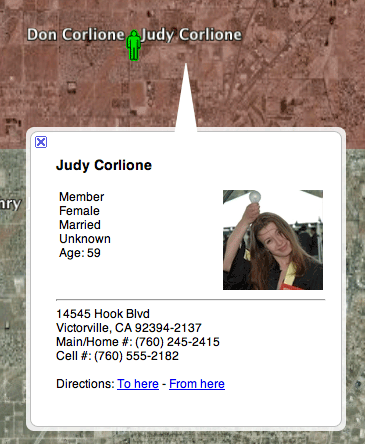 Don Corlione
Judy Corlione
nry
Judy Corlione
Member
Female
Married
Unknown
Age: 59
14545 Hook Blvd
Victorville, CA 92394-2137
Main/Home #: (760) 245-2415
Cell #: (760) 555-2182
Directions: To here - From here